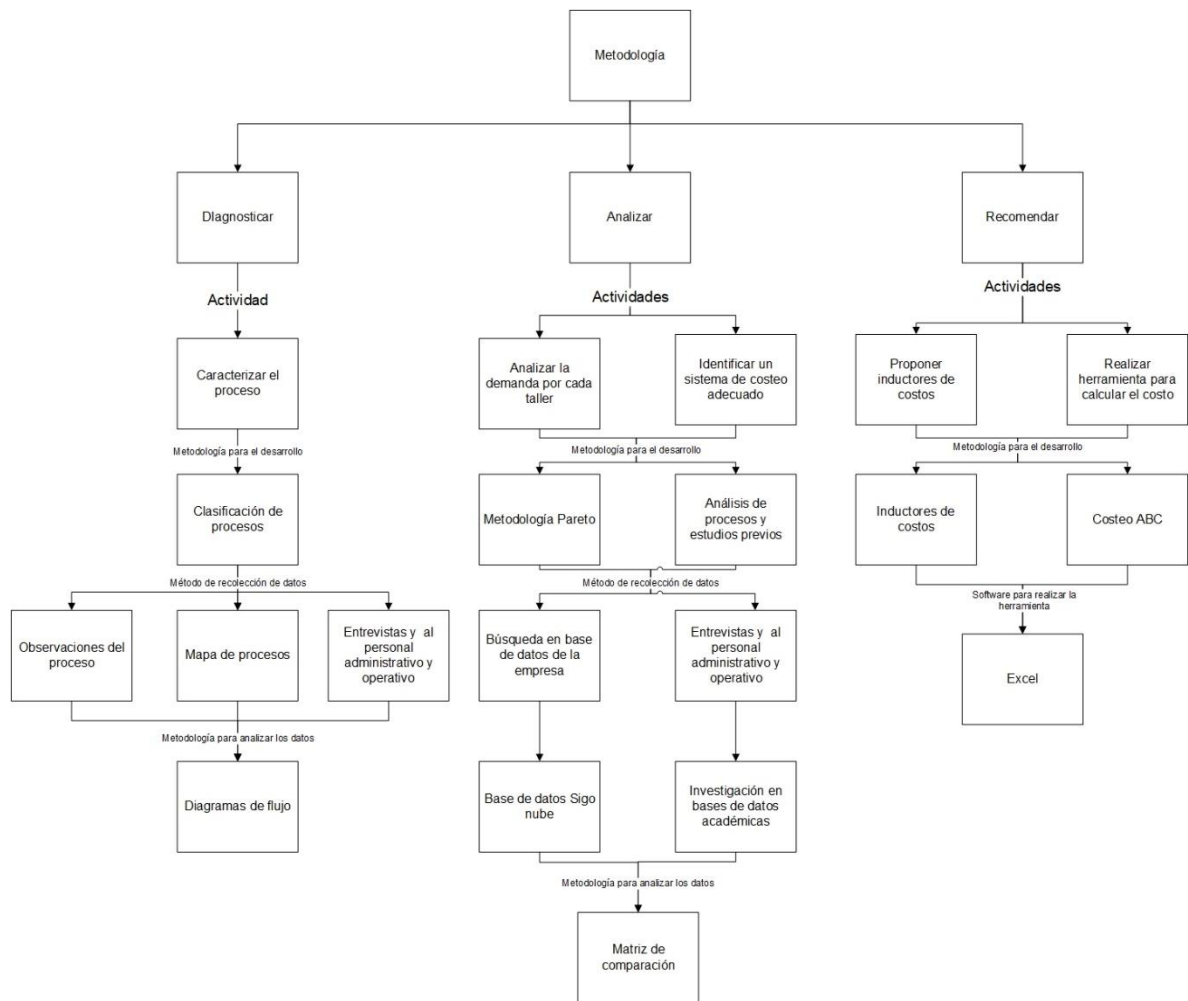 Metodología
DIagnosticar
Analizar
Recomendar
Actividad
Actividades
Actividades
Caracterizar el
proceso
Analizar la
demanda por cada
taller
Identificar un
sistema de costeo
adecuado
Proponer
inductores de
costos
Realizar
herramienta para
calcular el costo
Metodología para el desarrollo
Metodología para el desarrollo
Metodología para el desarrollo
Clasificación de
procesos
Metodología Pareto
Análisis de
procesos y
estudios previos
Inductores de
costos
Costeo ABC
Método de recolección de datos
Método de recolección de datos
Software para realizar la
herramienta
Observaciones del
proceso
Mapa de procesos
Entrevistas y  al
personal
administrativo y
operativo
Búsqueda en base
de datos de la
empresa
Entrevistas y  al
personal
administrativo y
operativo
Excel
Metodología para analizar los datos
Diagramas de flujo
Base de datos Sigo
nube
Investigación en
bases de datos
académicas
Metodología para analizar los datos
Matriz de
comparación